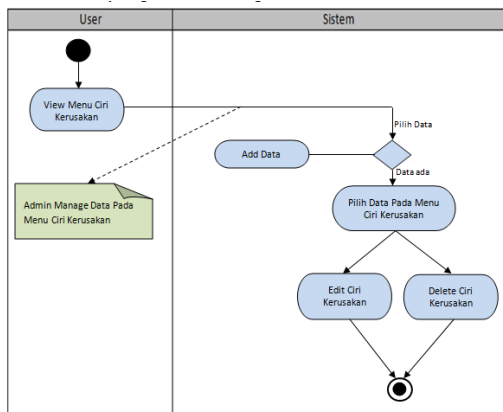 User
Sistem
View Menu Ciri
Kerusakan
Pilih Data
Add Data
Data ada
Admin Manage Data Pada
Menu Ciri Kerusakan
Pilih Data Pada Menu
Ciri Kerusakan
Edit Ciri
Kerusakan
Delete Ciri
Kerusakan